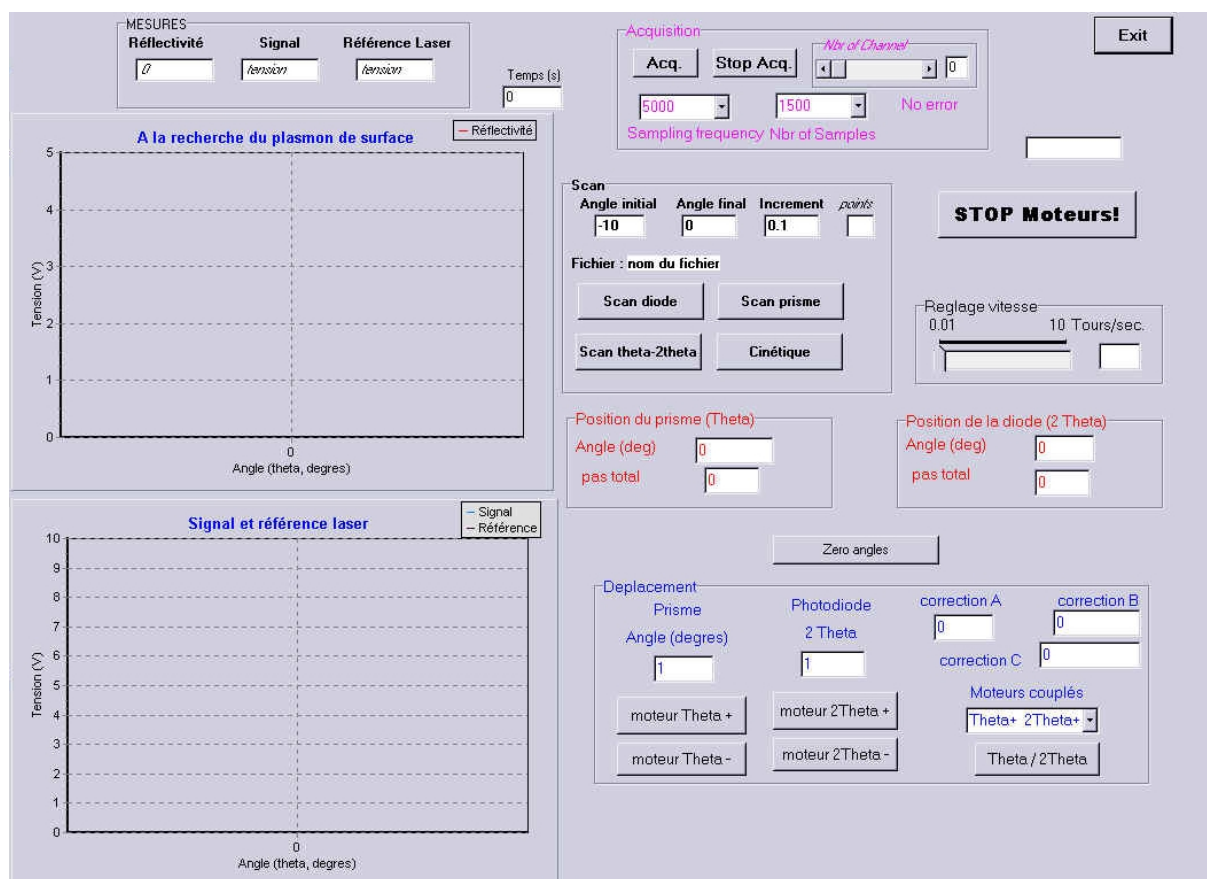 MESURES
Réflectivité Signal Référence Laser
0 tension tension
Temps (s)
0
A la recherche du plasmon de surface
Réflectivité
5
4
3
2
1
0
Tension (V)
0
Angle (theta, degres)
Signal et référence laser
Signal
Référence
10
9
8
7
6
5
4
3
2
1
0
Tension (V)
0
Angle (theta, degres)
Acquisition
Acq. Stop Acq.
Nbr of Channel
0
5000 1500 No error
Sampling frequency Nbr of Samples
Exit
Scan
Angle initial Angle final Increment points
-10 0 0.1
Fichier : nom du fichier
Scan diode Scan prisme
Scan theta-2theta Cinétique
STOP Moteurs!
Reglage vitesse
0.01 10 Tours/sec.
Position du prisme (Theta)
Angle (deg) 0
pas total 0
Position de la diode (2 Theta)
Angle (deg) 0
pas total 0
Zero angles
Deplacement
Prisme
Angle (degres)
1
moteur Theta +
moteur Theta -
Photodiode
2 Theta
1
moteur 2Theta +
moteur 2Theta -
correction A correction B
0 0
correction C 0
Moteurs couplés
Theta+ 2Theta+
Theta / 2Theta